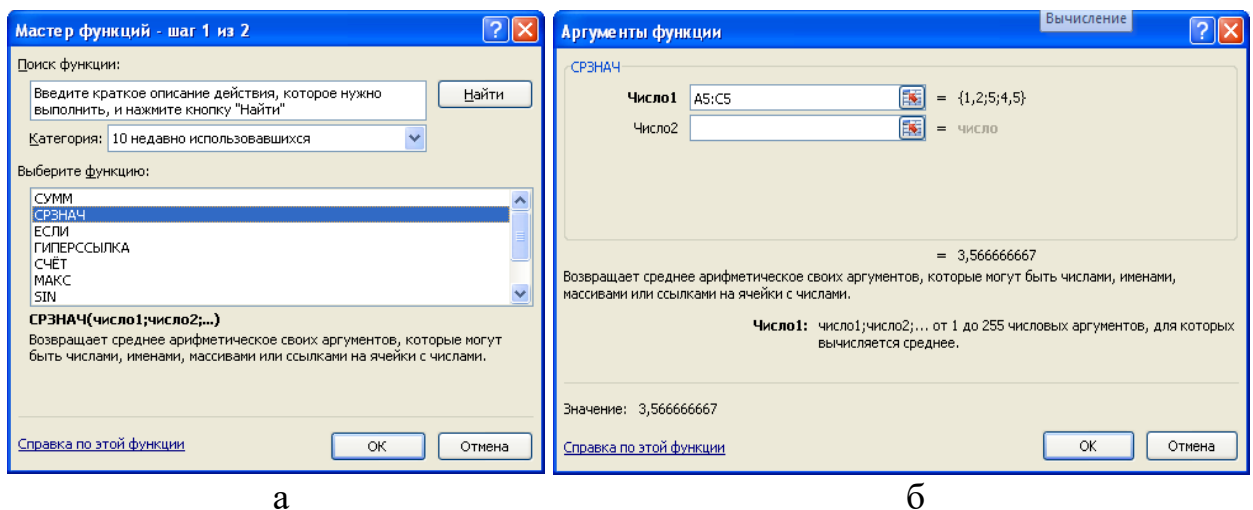 Мастер функций - шаг 1 из 2
Поиск функции:
Введите краткое описание действия, которое нужно
выполнить, и нажмите кнопку "Найти"
Найти
Категория: 10 недавно использовавшихся
Выберите функцию:
СУММ
СРЗНАЧ
ЕСЛИ
ГИПЕРССЫЛКА
СЧЁТ
МАКС
SIN
СРЗНАЧ(число1;число2;...)
Возвращает среднее арифметическое своих аргументов, которые могут
быть числами, именами, массивами или ссылками на ячейки с числами.
Справка по этой функции
ОК
Отмена
а
Вычисление
Аргументы функции
СРЗНАЧ
Число1 A5:C5 = {1,2;5;4,5}
Число2 = число
= 3,566666667
Возвращает среднее арифметическое своих аргументов, которые могут быть числами, именами,
массивами или ссылками на ячейки с числами.
Число1: число1;число2;... от 1 до 255 числовых аргументов, для которых
вычисляется среднее.
Значение: 3,566666667
Справка по этой функции
ОК
Отмена
б